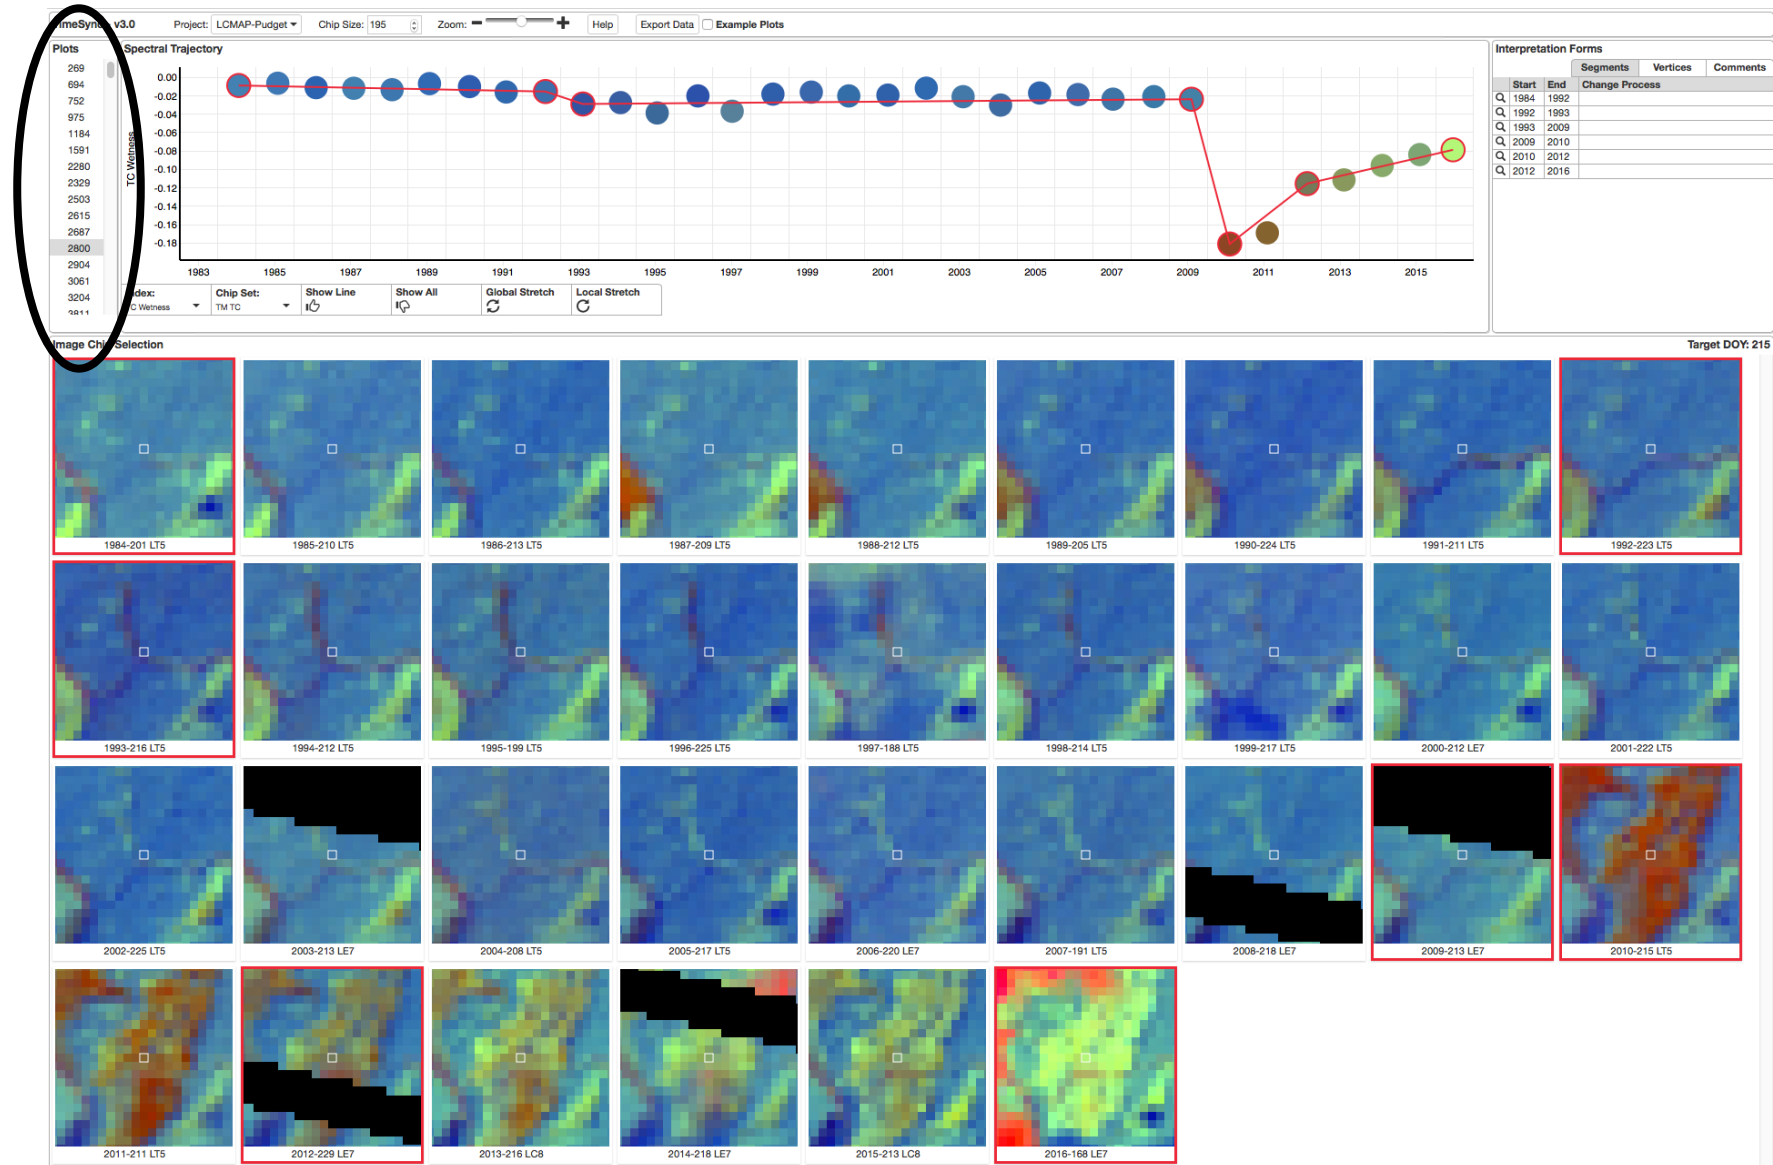 v3.0 Project: LCMAP-Pudget Chip Size: 195 Zoom: Help Export Data Example Plots
Plots
269
694
752
975
1184
1591
2280
2329
2503
2615
2687
2800
2904
3061
3204
3811
Spectral Trajectory
TC Wetness
0.00
-0.02
-0.04
-0.06
-0.08
-0.10
-0.12
-0.14
-0.16
-0.18
1983 1985 1987 1989 1991 1993 1995 1997 1999 2001 2003 2005 2007 2009 2011 2013 2015
Chip Set: Show Line Show All Global Stretch Local Stretch
Wetness TM TC
Interpretation Forms
Segments Vertices Comments
Start End Change Process
1984 1992
1992 1993
1993 2009
2009 2010
2010 2012
2012 2016
Image Chip Selection Target DOY: 215
1984-201 LT5 1985-210 LT5 1986-213 LT5 1987-209 LT5 1988-212 LT5 1989-205 LT5 1990-224 LT5 1991-211 LT5 1992-223 LT5
1993-216 LT5 1994-212 LT5 1995-199 LT5 1996-225 LT5 1997-188 LT5 1998-214 LT5 1999-217 LT5 2000-212 LE7 2001-222 LT5
2002-225 LT5 2003-213 LE7 2004-208 LT5 2005-217 LT5 2006-220 LE7 2007-191 LT5 2008-218 LE7 2009-213 LE7 2010-215 LT5
2011-211 LT5 2012-229 LE7 2013-216 LC8 2014-218 LE7 2015-213 LC8 2016-168 LE7